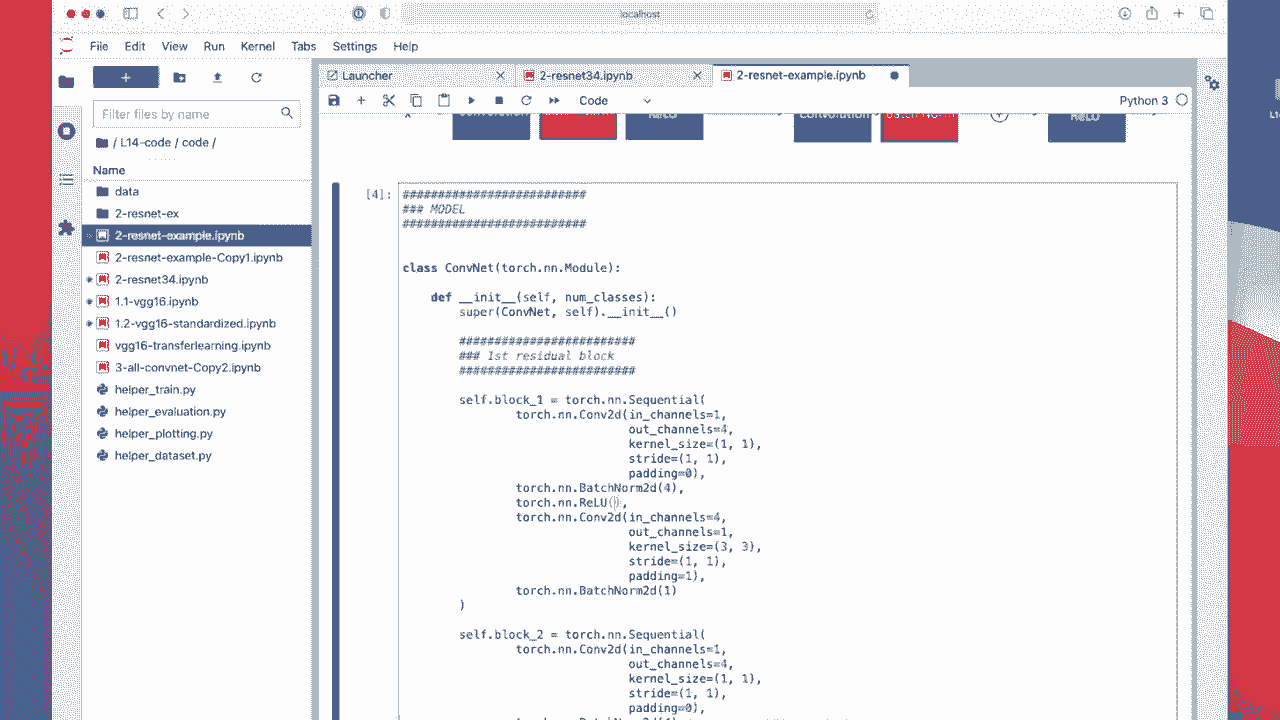 localhost
File Edit View Run Kernel Tabs Settings Help
Launcher
2-resnet34.ipynb
2-resnet-example.ipynb
Code
Python 3
Filter files by name
/ L14-code / code /
Name
data
2-resnet-ex
2-resnet-example.ipynb
2-resnet-example-Copy1.ipynb
2-resnet34.ipynb
1.1-vgg16.ipynb
1.2-vgg16-standardized.ipynb
vgg16-transferlearning.ipynb
3-all-convnet-Copy2.ipynb
helper_train.py
helper_evaluation.py
helper_plotting.py
helper_dataset.py
ReLU
Convolution
ReLU
[4]:
##########################
### MODEL
##########################
class ConvNet(torch.nn.Module):
def __init__(self, num_classes):
super(ConvNet, self).__init__()
#########################
### 1st residual block
#########################
self.block_1 = torch.nn.Sequential(
torch.nn.Conv2d(in_channels=1,
out_channels=4,
kernel_size=(1, 1),
stride=(1, 1),
padding=0),
torch.nn.BatchNorm2d(4),
torch.nn.ReLU(),
torch.nn.Conv2d(in_channels=4,
out_channels=1,
kernel_size=(3, 3),
stride=(1, 1),
padding=1),
torch.nn.BatchNorm2d(1)
)
self.block_2 = torch.nn.Sequential(
torch.nn.Conv2d(in_channels=1,
out_channels=4,
kernel_size=(1, 1),
stride=(1, 1),
padding=0),